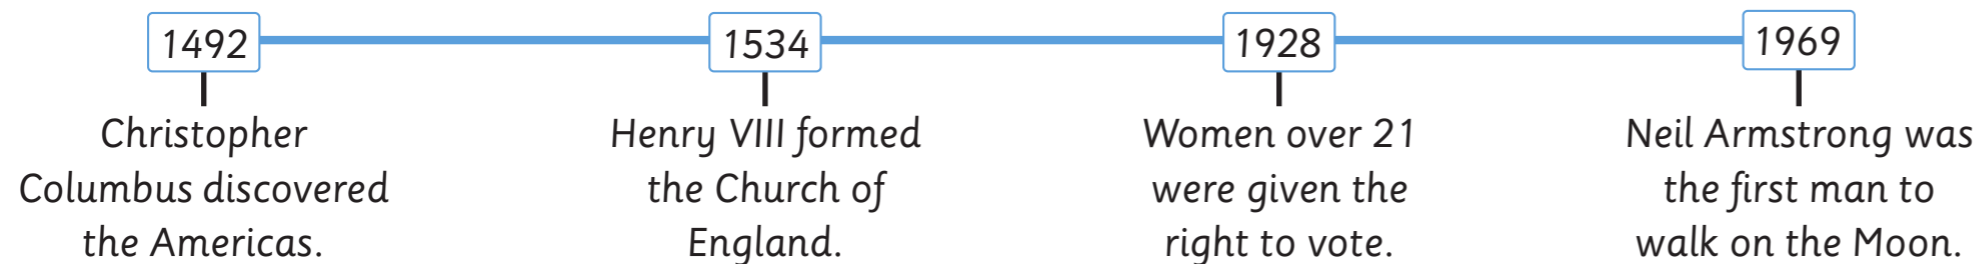 1492
1534
1928
1969
Christopher
Columbus discovered
the Americas.
Henry VIII formed
the Church of
England.
Women over 21
were given the
right to vote.
Neil Armstrong was
the first man to
walk on the Moon.